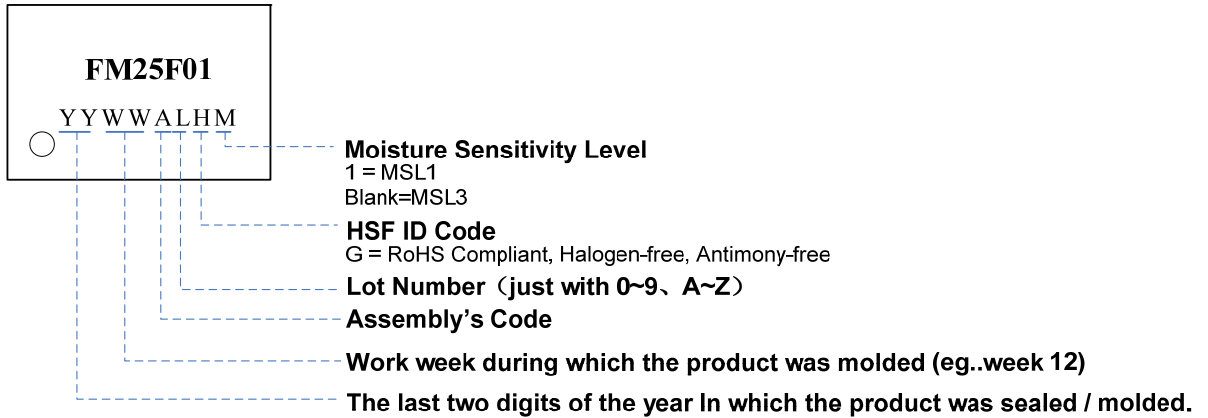 FM25F01
YYWWALHM
Moisture Sensitivity Level
1 = MSL1
Blank=MSL3
HSF ID Code
G = RoHS Compliant, Halogen-free, Antimony-free
Lot Number（just with 0~9、A~Z）
Assembly's Code
Work week during which the product was molded (eg..week 12)
The last two digits of the year In which the product was sealed / molded.